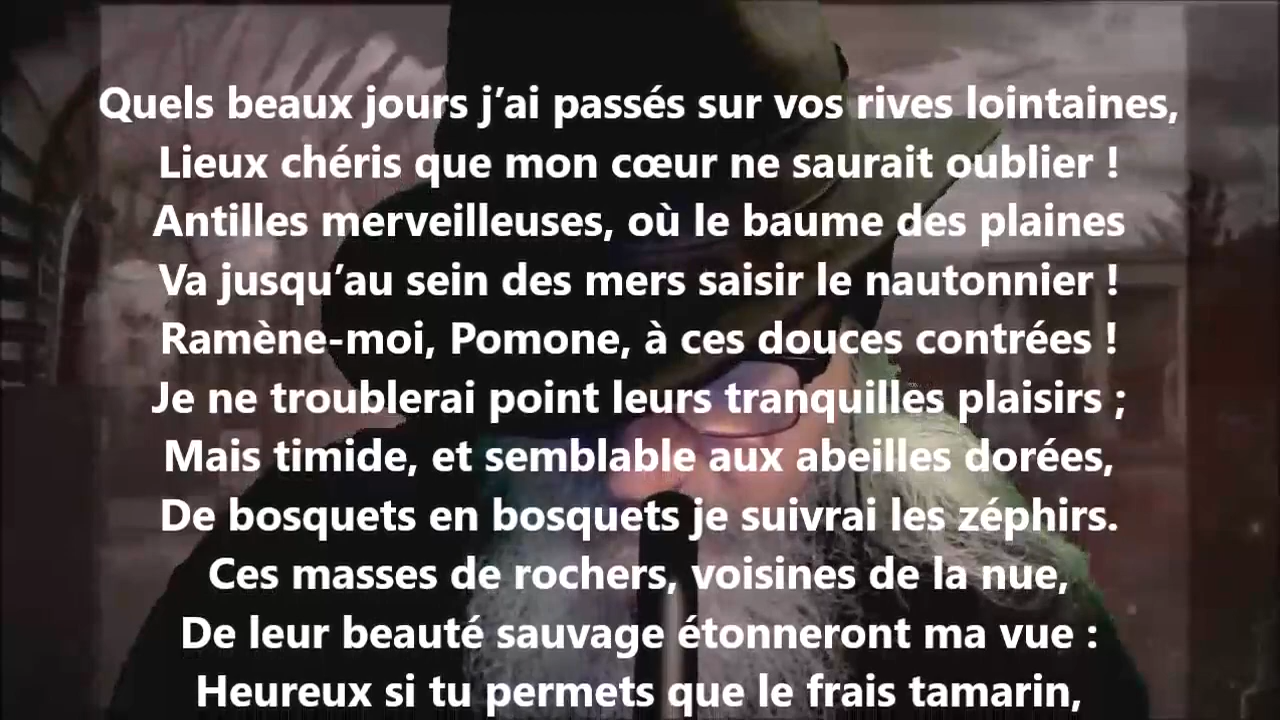 Quels beaux jours j’ai passés sur vos rives lointaines,
Lieux chéris que mon cœur ne saurait oublier !
Antilles merveilleuses, où le baume des plaines
Va jusqu’au sein des mers saisir le nautonnier !
Ramène-moi, Pomone, à ces douces contrées !
Je ne troublerai point leurs tranquilles plaisirs ;
Mais timide, et semblable aux abeilles dorées,
De bosquets en bosquets je suivrai les zéphirs.
Ces masses de rochers, voisines de la nue,
De leur beauté sauvage étonneront ma vue :
Heureux si tu permets que le frais tamarin,